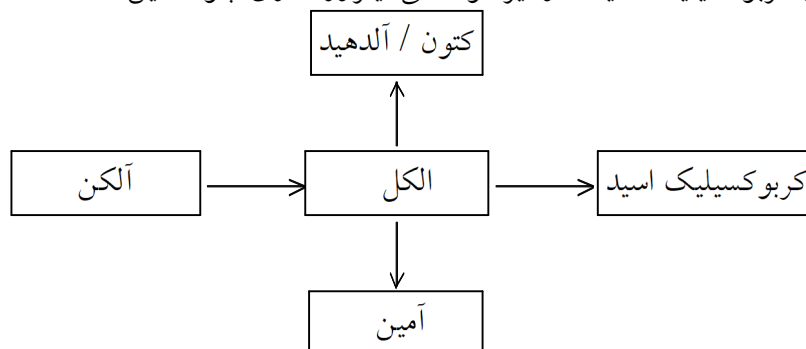 کتون / آلدهید
آلکن
الکل
کربوکسیلیک اسید
آمین